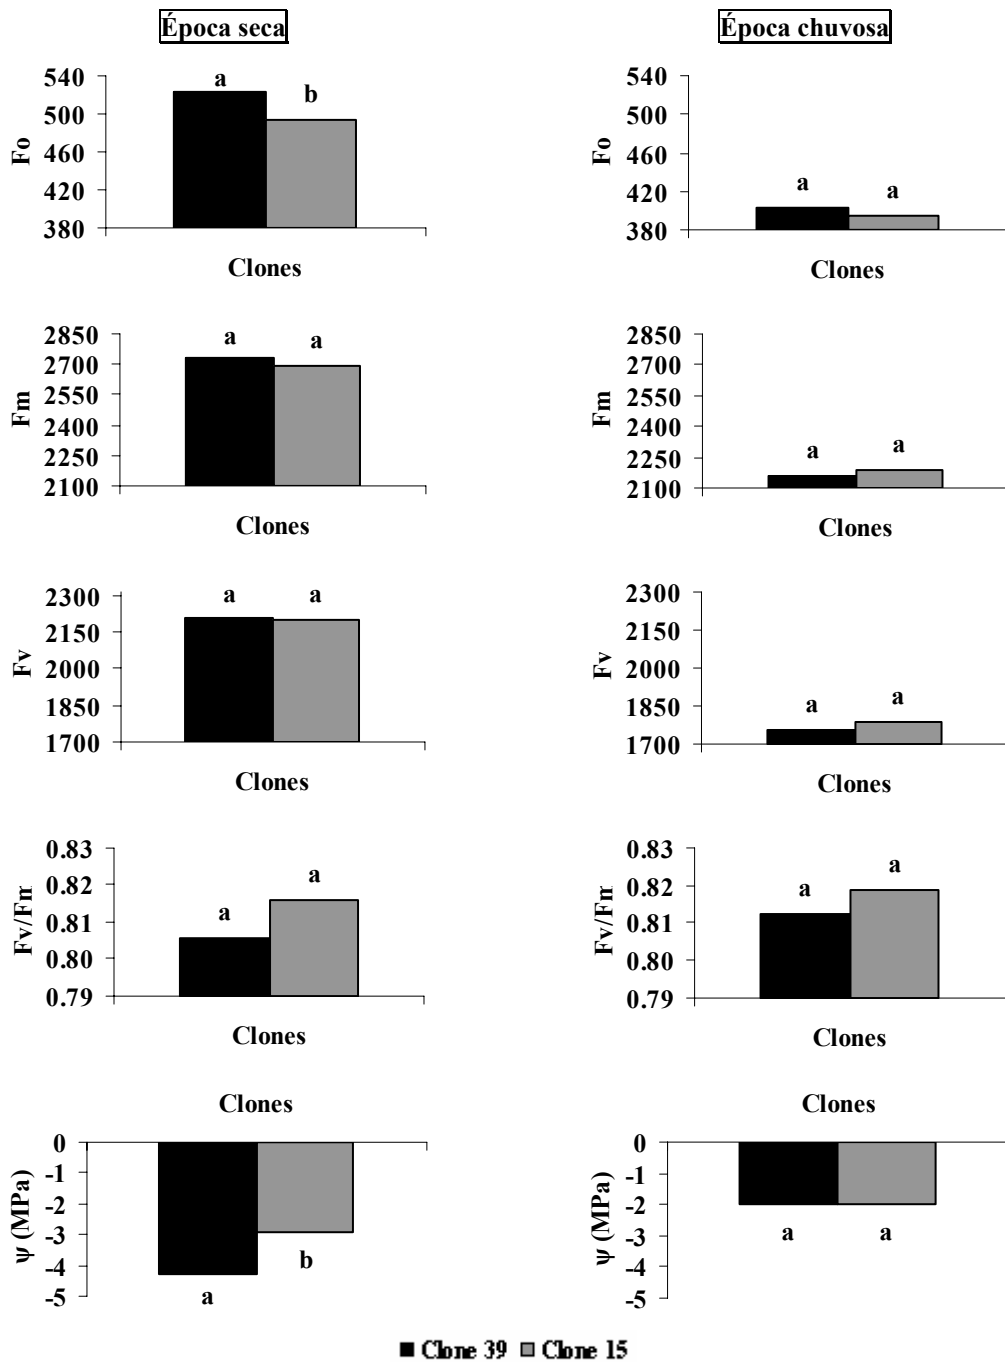 Época seca
Época chuvosa
540
500
460
420
380
Fo
a
b
Clones
540
500
460
420
380
Fo
a
a
Clones
2850
2700
2550
2400
2250
2100
Fm
a
a
Clones
2850
2700
2550
2400
2250
2100
Fm
a
a
Clones
2300
2150
2000
1850
1700
Fv
a
a
Clones
2300
2150
2000
1850
1700
Fv
a
a
Clones
0.83
0.82
0.81
0.80
0.79
Fv/Fm
a
a
Clones
0.83
0.82
0.81
0.80
0.79
Fv/Fm
a
a
Clones
Clones
0
-1
-2
-3
-4
-5
ψ (MPa)
a
b
Clones
0
-1
-2
-3
-4
-5
ψ (MPa)
a
a
Clone 39 Clone 15